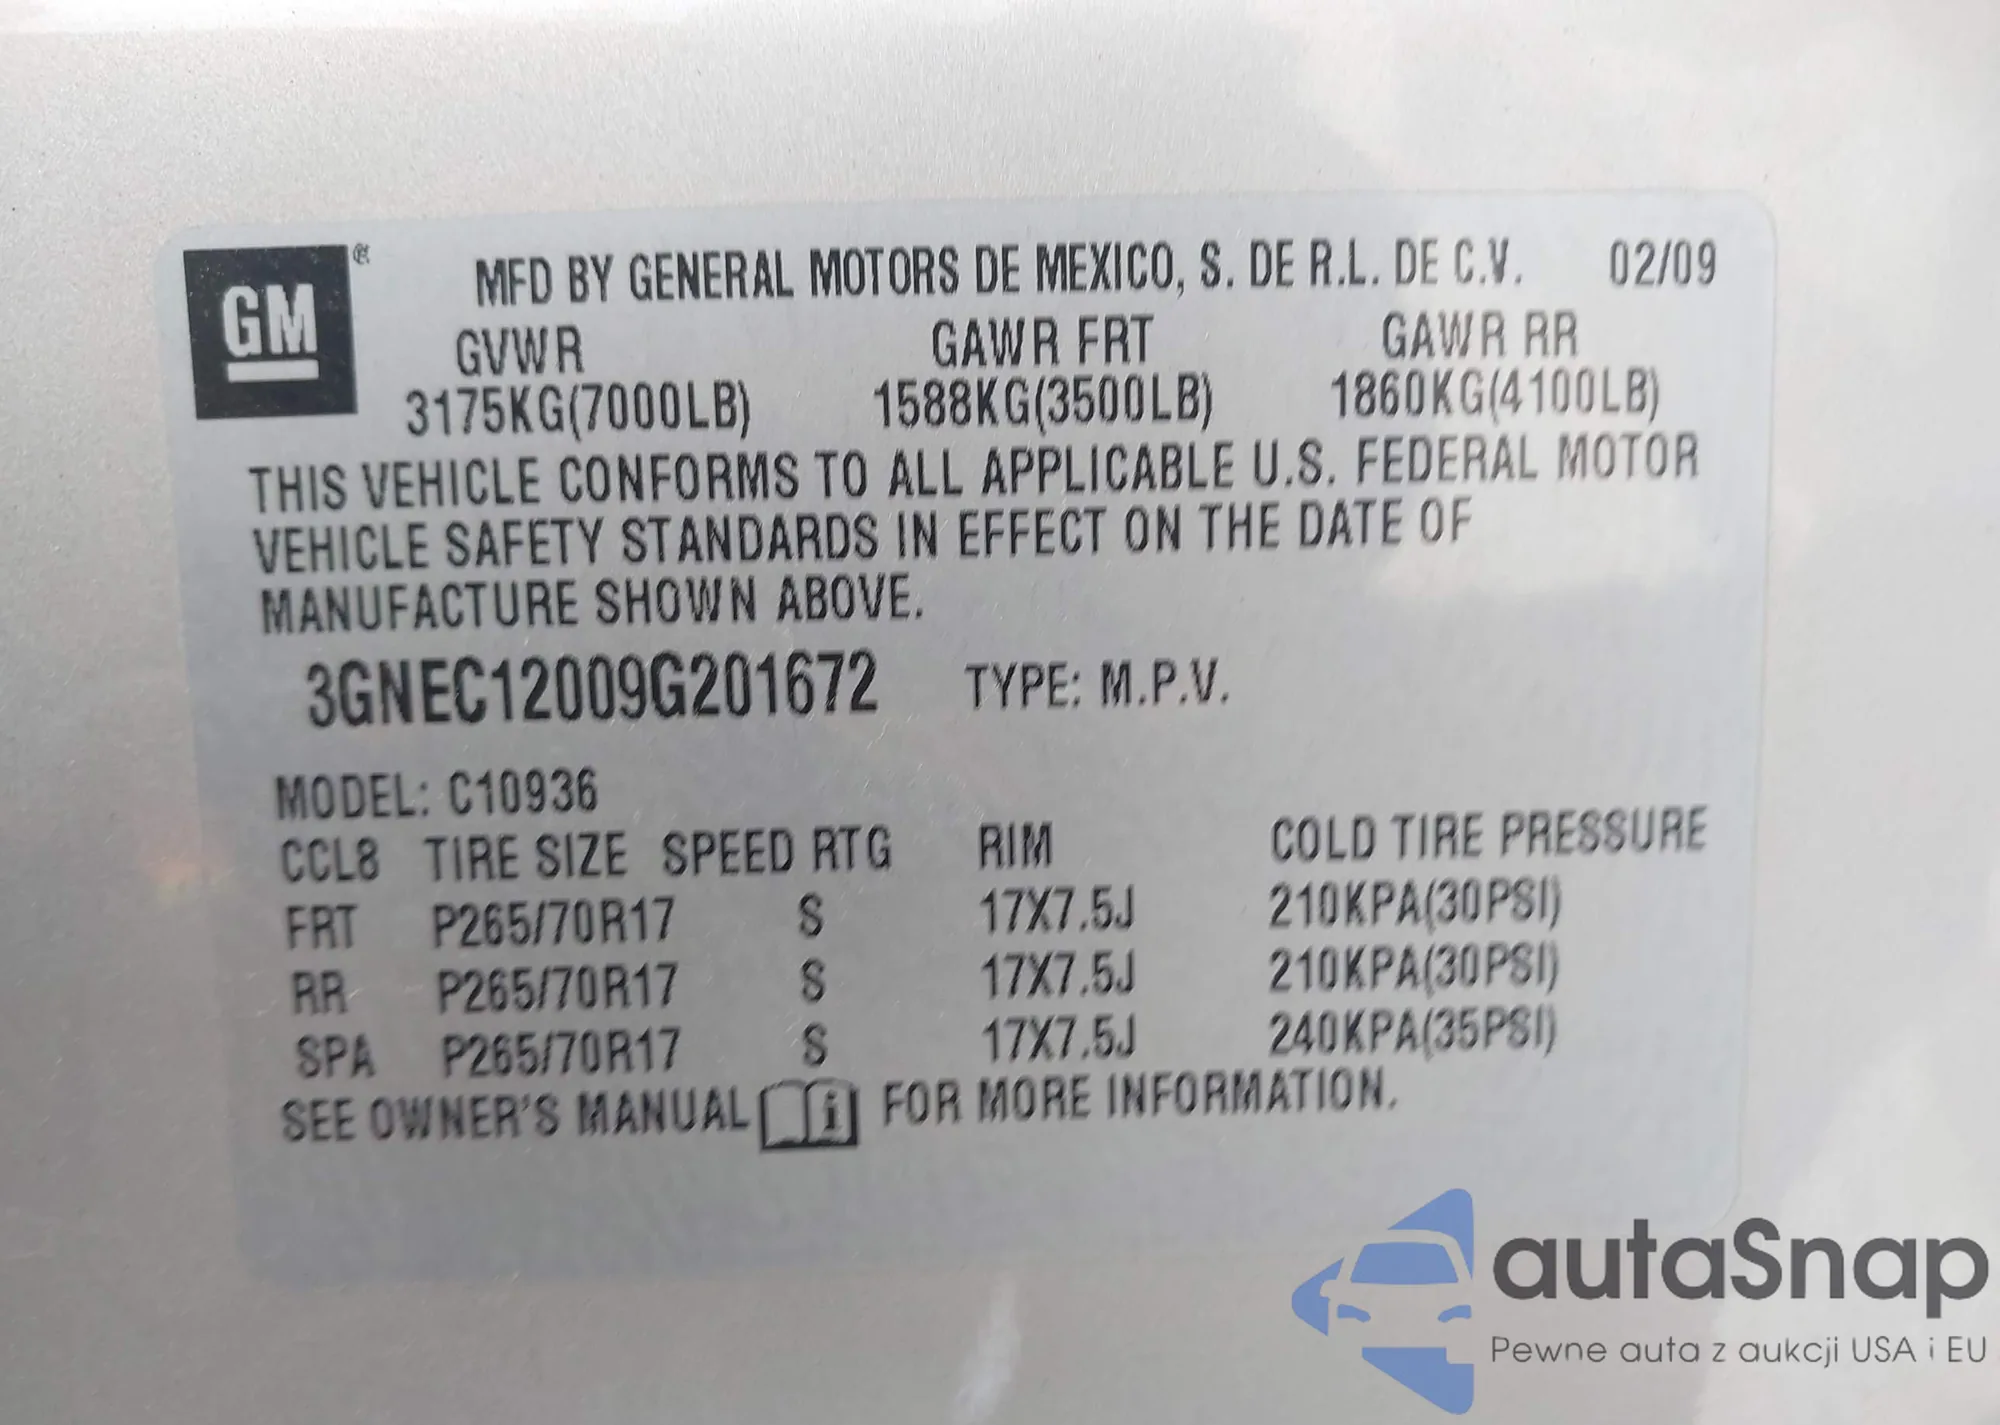 GM ® MFD BY GENERAL MOTORS DE MEXICO, S. DE R.L. DE C.V. 02/09
GVWR GAWR FRT GAWR RR
3175KG(7000LB) 1588KG(3500LB) 1860KG(4100LB)
THIS VEHICLE CONFORMS TO ALL APPLICABLE U.S. FEDERAL MOTOR
VEHICLE SAFETY STANDARDS IN EFFECT ON THE DATE OF
MANUFACTURE SHOWN ABOVE.
3GNEC12009G201672 TYPE: M.P.V.
MODEL: C10936
CCL8 TIRE SIZE SPEED RTG RIM COLD TIRE PRESSURE
FRT P265/70R17 S 17X7.5J 210KPA(30PSI)
RR P265/70R17 S 17X7.5J 210KPA(30PSI)
SPA P265/70R17 S 17X7.5J 240KPA(35PSI)
SEE OWNER'S MANUAL i FOR MORE INFORMATION.
autaSnap
Pewne auta z aukcji USA i EU